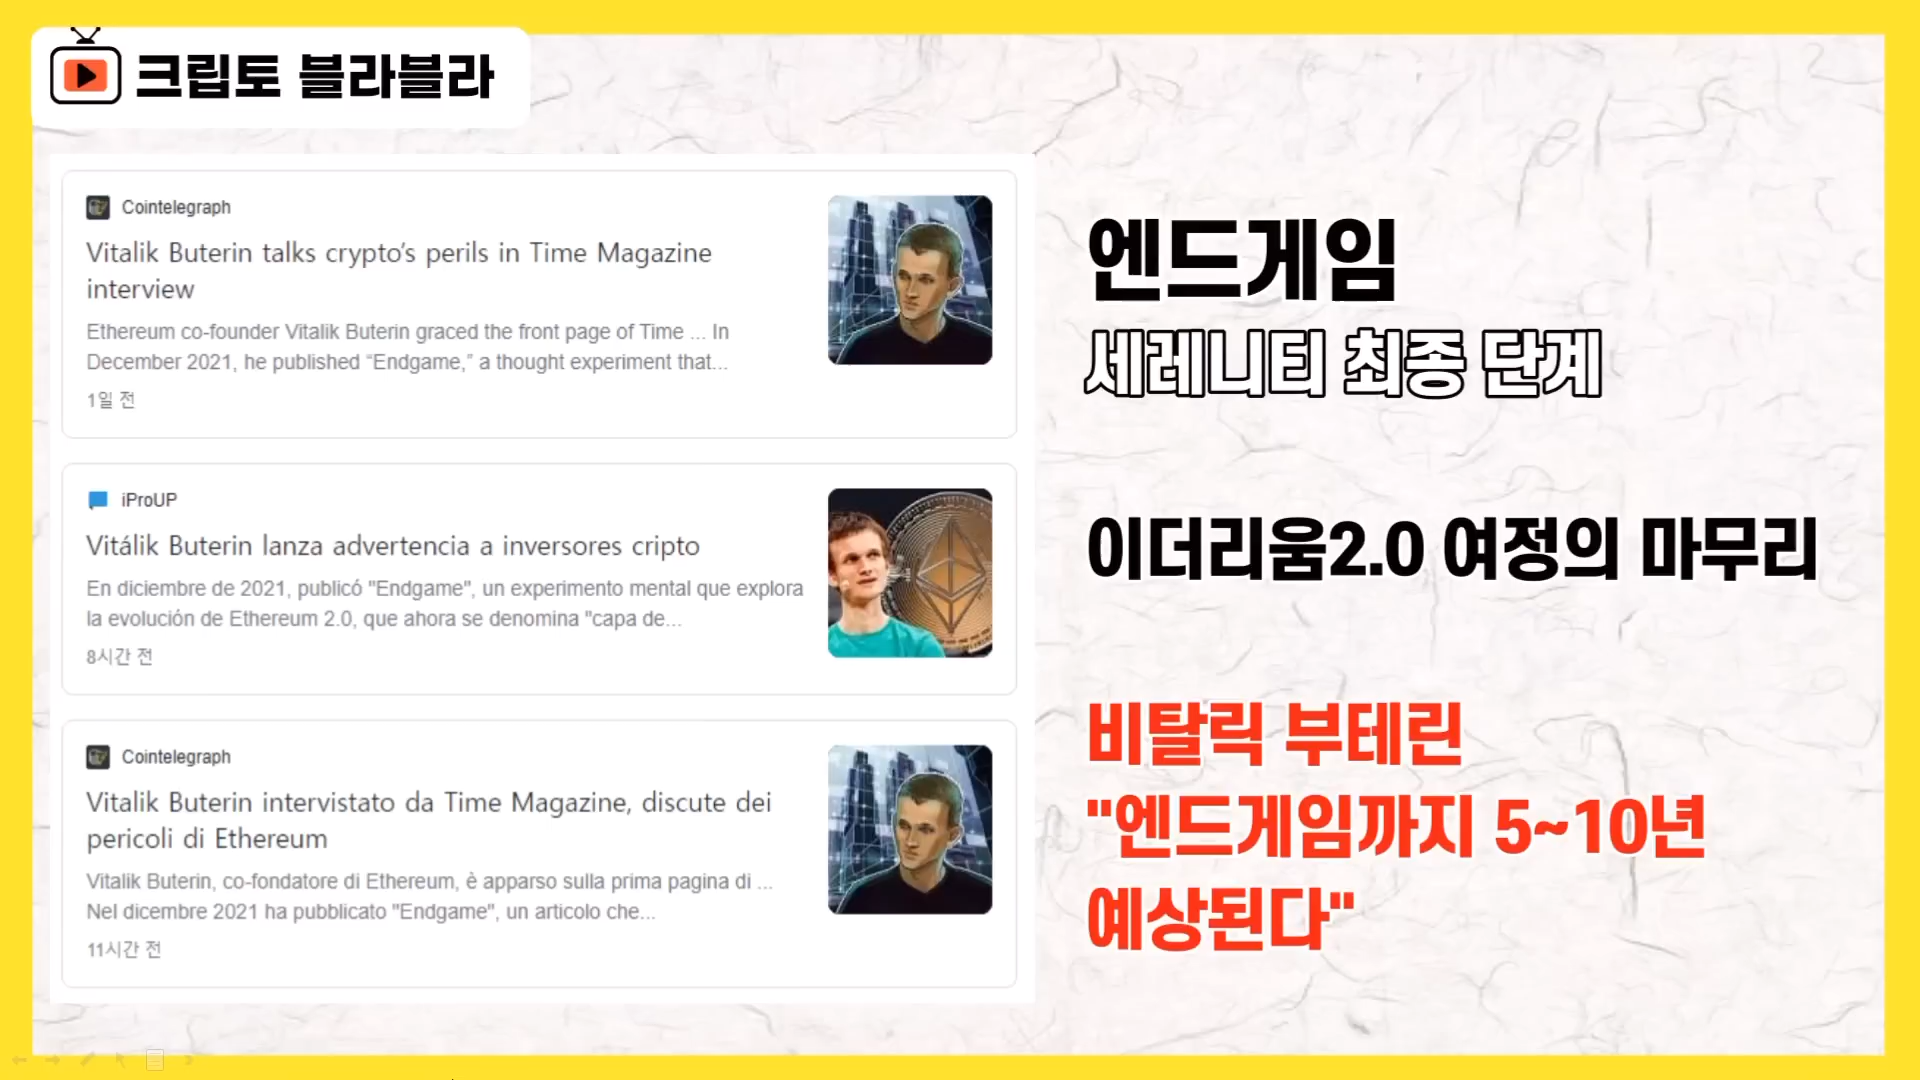 크립토 블라블라
Cointelegraph
Vitalik Buterin talks crypto's perils in Time Magazine
interview
Ethereum co-founder Vitalik Buterin graced the front page of Time ... In
December 2021, he published “Endgame,” a thought experiment that...
1일 전
iProUP
Vitálik Buterin lanza advertencia a inversores cripto
En diciembre de 2021, publicó "Endgame", un experimento mental que explora
la evolución de Ethereum 2.0, que ahora se denomina "capa de...
8시간 전
Cointelegraph
Vitalik Buterin intervistato da Time Magazine, discute dei
pericoli di Ethereum
Vitalik Buterin, co-fondatore di Ethereum, è apparso sulla prima pagina di ...
Nel dicembre 2021 ha pubblicato "Endgame", un articolo che...
11시간 전
엔드게임
세레니티 최종 단계
이더리움2.0 여정의 마무리
비탈릭 부테린
"엔드게임까지 5~10년
예상된다"